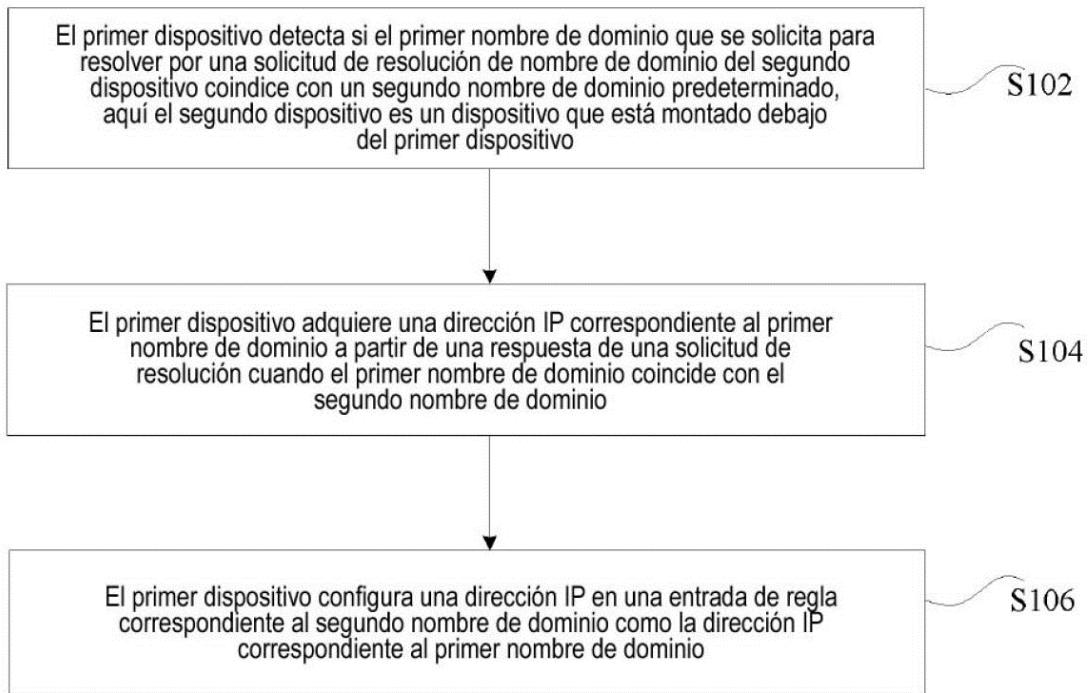 El primer dispositivo detecta si el primer nombre de dominio que se solicita para
resolver por una solicitud de resolución de nombre de dominio del segundo
dispositivo coindice con un segundo nombre de dominio predeterminado,
aquí el segundo dispositivo es un dispositivo que está montado debajo
del primer dispositivo
S102
El primer dispositivo adquiere una dirección IP correspondiente al primer
nombre de dominio a partir de una respuesta de una solicitud de
resolución cuando el primer nombre de dominio coincide con el
segundo nombre de dominio
S104
El primer dispositivo configura una dirección IP en una entrada de regla
correspondiente al segundo nombre de dominio como la dirección IP
correspondiente al primer nombre de dominio
S106